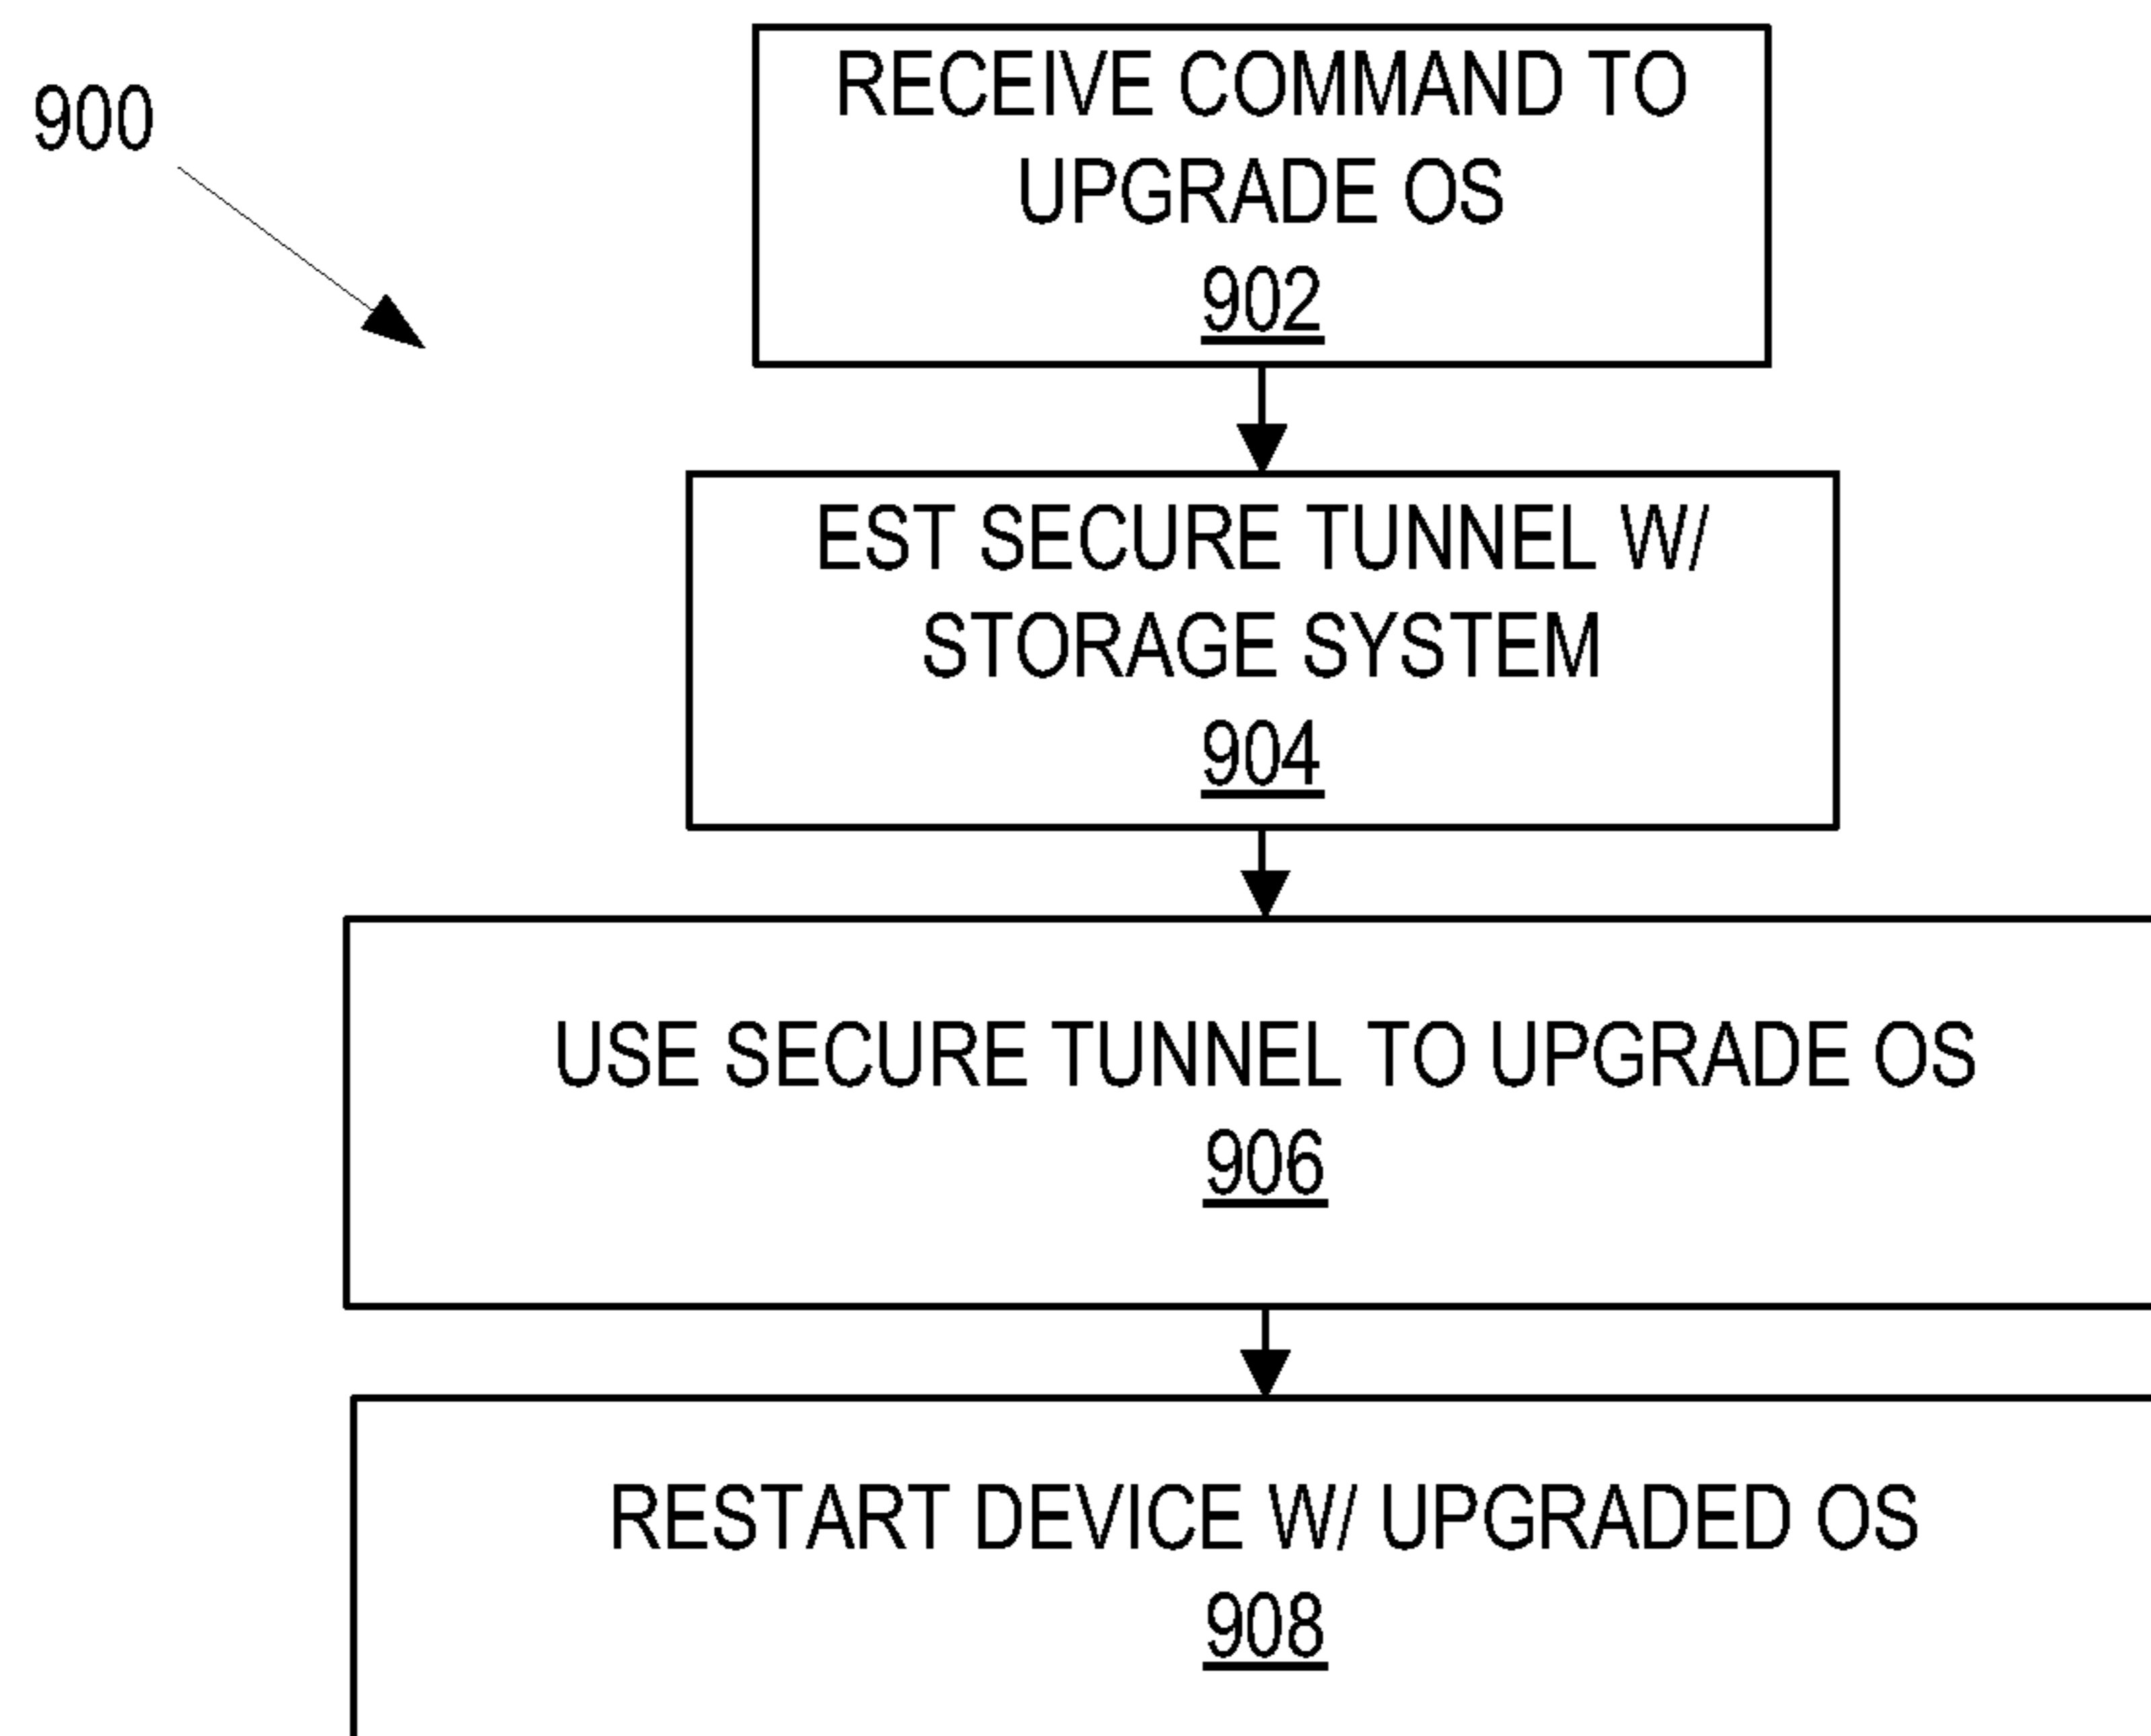 900
RECEIVE COMMAND TO
UPGRADE OS
902
EST SECURE TUNNEL W/
STORAGE SYSTEM
904
USE SECURE TUNNEL TO UPGRADE OS
906
RESTART DEVICE W/ UPGRADED OS
908